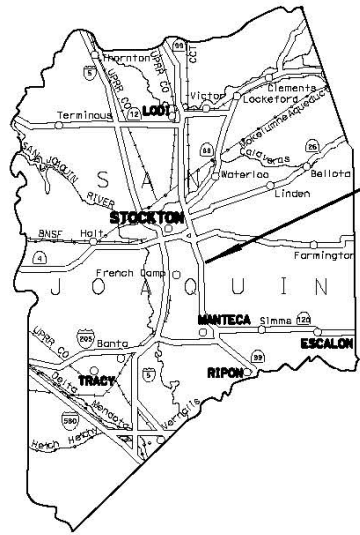 Thornton
99
CCT
5
UPRR CO
UPRR CO
Victor
Clements
Lockeford
LODI
12
Terminous
Mokelumne Aqueduct
88
26
Calaveras
SAN JOAQUIN
RIVER
Waterloo
Bellota
S A N
Linden
STOCKTON
BNSF
Holt
4
Farmington
French Camp
J O A Q U I N
MANTECA
Simms
120
ESCALON
UPRR CO
205
Banta
99
RIPON
TRACY
5
Delta
Mendota
580
Vernalis
Hetch Hetchy